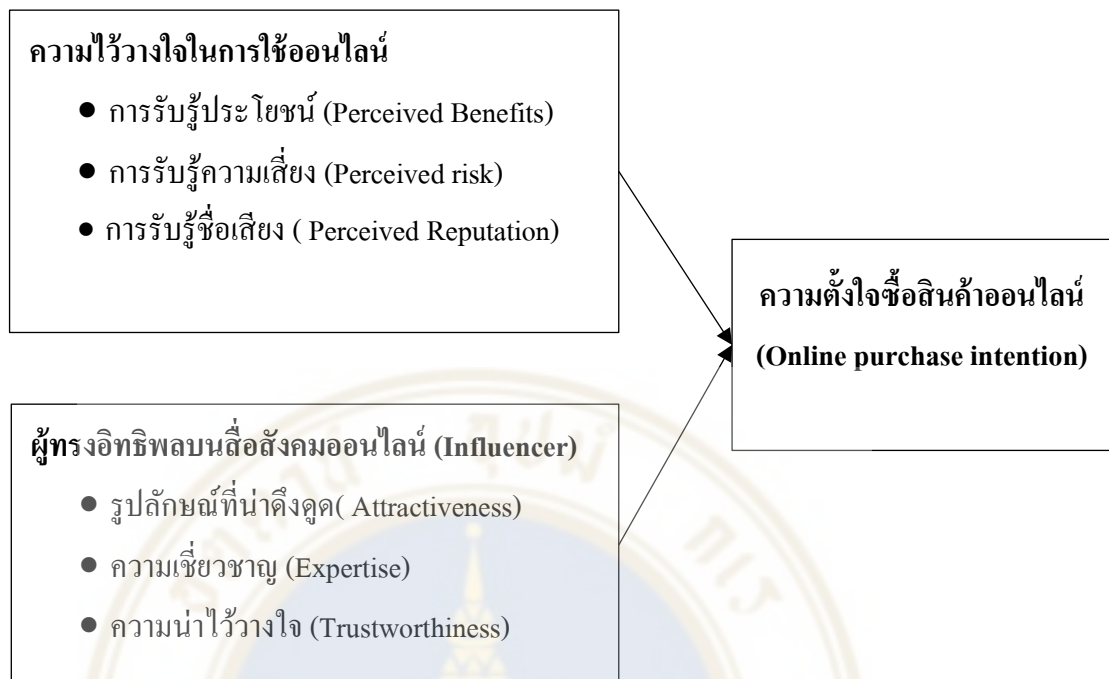 ความไว้วางใจในการใช้ออนไลน์
● การรับรู้ประโยชน์ (Perceived Benefits)
● การรับรู้ความเสี่ยง (Perceived risk)
● การรับรู้ชื่อเสียง ( Perceived Reputation)
ความตั้งใจซื้อสินค้าออนไลน์
(Online purchase intention)
ผู้ทรงอิทธิพลบนสื่อสังคมออนไลน์ (Influencer)
● รูปลักษณ์ที่น่าดึงดูด( Attractiveness)
● ความเชี่ยวชาญ (Expertise)
● ความน่าไว้วางใจ (Trustworthiness)